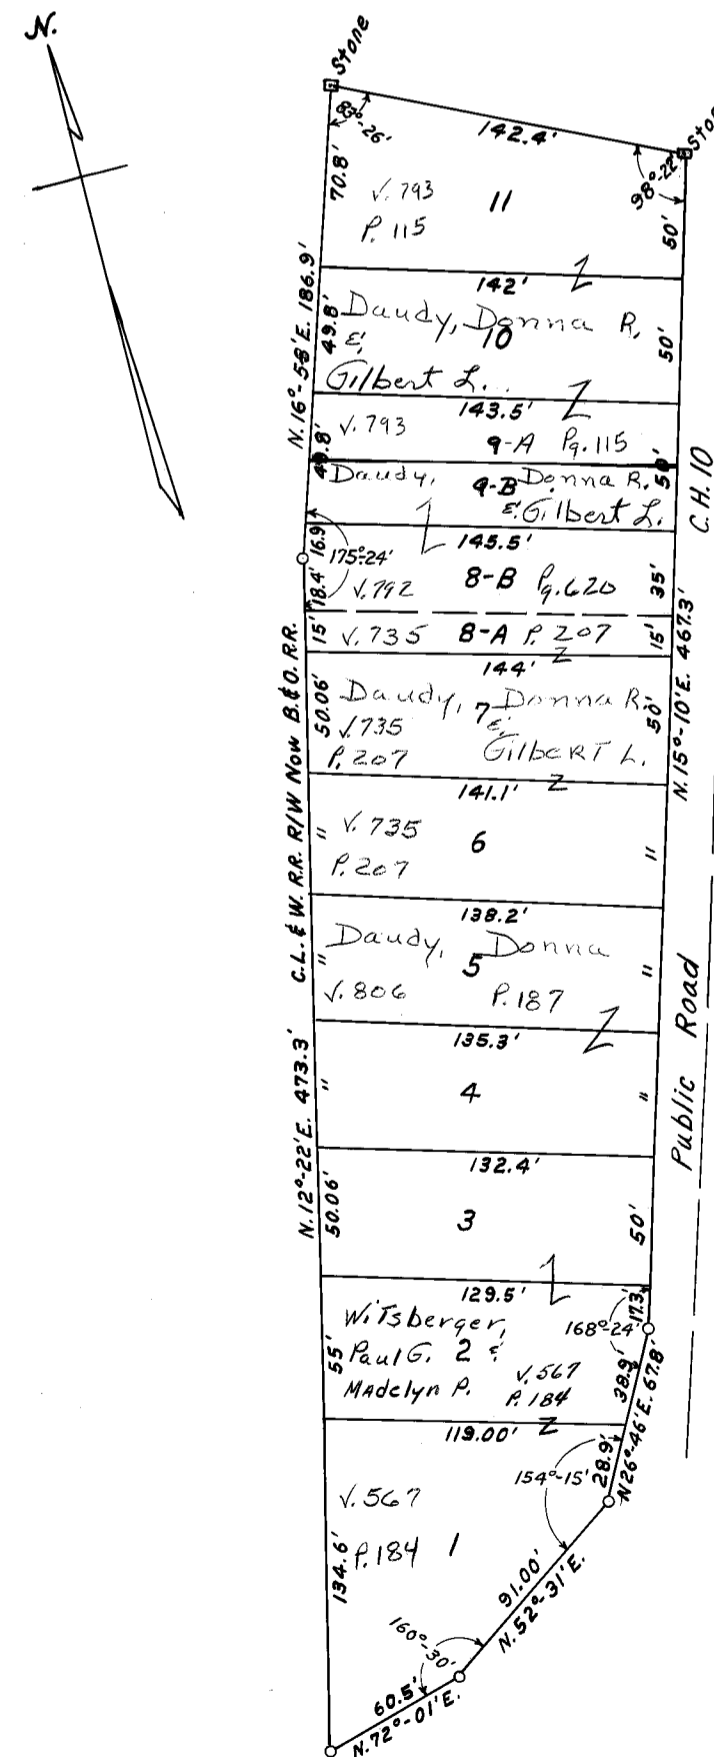 N.
Stone
Stone
83°-26'
142.4'
98°-22'
70.8'
V. 793
P. 115
11
50'
142'
49.8'
Daudy, Donna R.
&
10
Gilbert L.
50'
N. 16°-58' E. 186.9'
143.5'
V. 793
9-A Pg. 115
49.8'
50'
Daudy, 9-B Donna R.
& Gilbert L.
C.H. 10
145.5'
16.9'
175°-24'
18.4'
V. 792 8-B Pg. 620
35'
15'
V. 735 8-A P. 207
15'
144'
50.06'
Daudy, 7 Donna R.
V. 735 &
P. 207 Gilbert L.
50'
N. 15°-10' E. 467.3'
C.L. & W. R.R. R/W Now B. & O. R.R.
141.1'
"
V. 735
6
P. 207
"
138.2'
"
Daudy, Donna
5
V. 806 P. 187
"
135.3'
"
4
"
Public Road
N. 12°-22' E. 473.3'
132.4'
50.06'
3
50'
129.5'
17.3'
Witsberger,
168°-24'
55'
Paul G. 2 &
Madelyn P.
V. 567
P. 184
38.9'
119.00'
154°-15'
28.9'
N 26°-46' E. 67.8'
V. 567
P. 184
1
134.6'
91.00'
N. 52°-31' E.
160°-30'
60.5'
N. 72°-01' E.